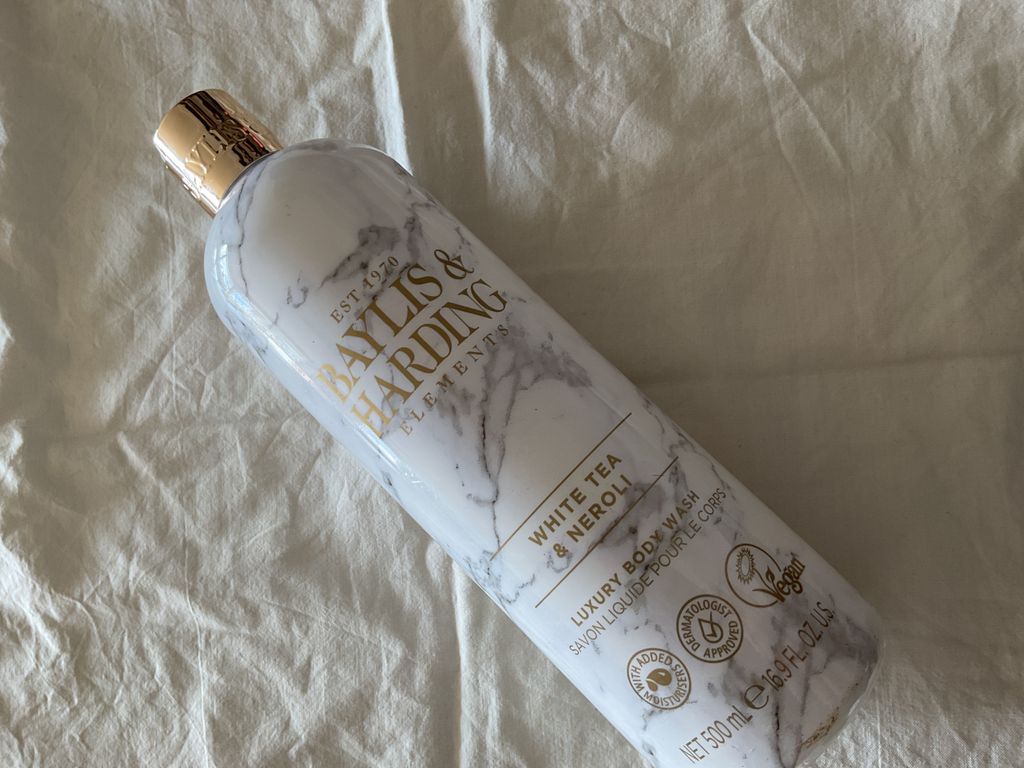 EST 1970
BAYLIS &
HARDING
ELEMENTS
WHITE TEA
& NEROLI
LUXURY BODY WASH
SAVON LIQUIDE POUR LE CORPS
WITH ADDED MOISTURISERS
DERMATOLOGIST APPROVED
Vegan
NET 500 mL ℮ 16.9 FL. OZ. U.S.